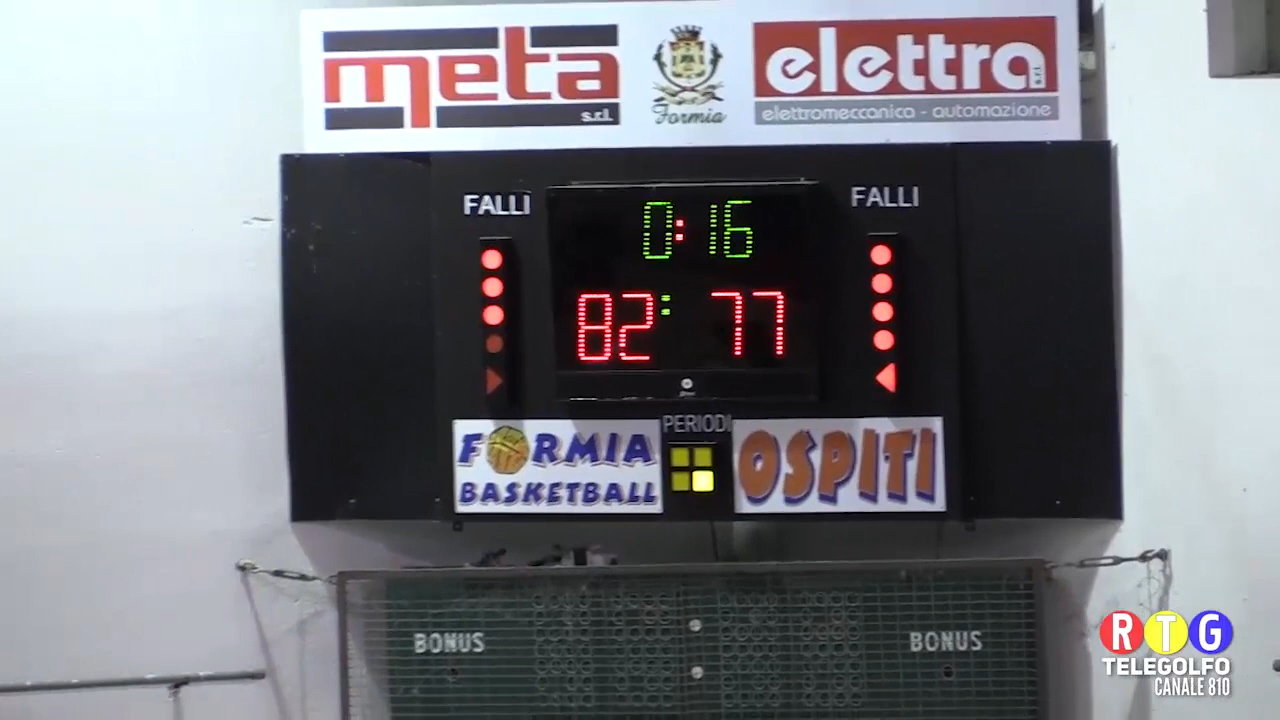 meta
s.r.l.
Formia
elettra s.r.l.
elettromeccanica - automazione
FALLI
FALLI
0:16
82:77
PERIODI
FORMIA
BASKETBALL
OSPITI
BONUS
BONUS
RTG
TELEGOLFO
CANALE 810